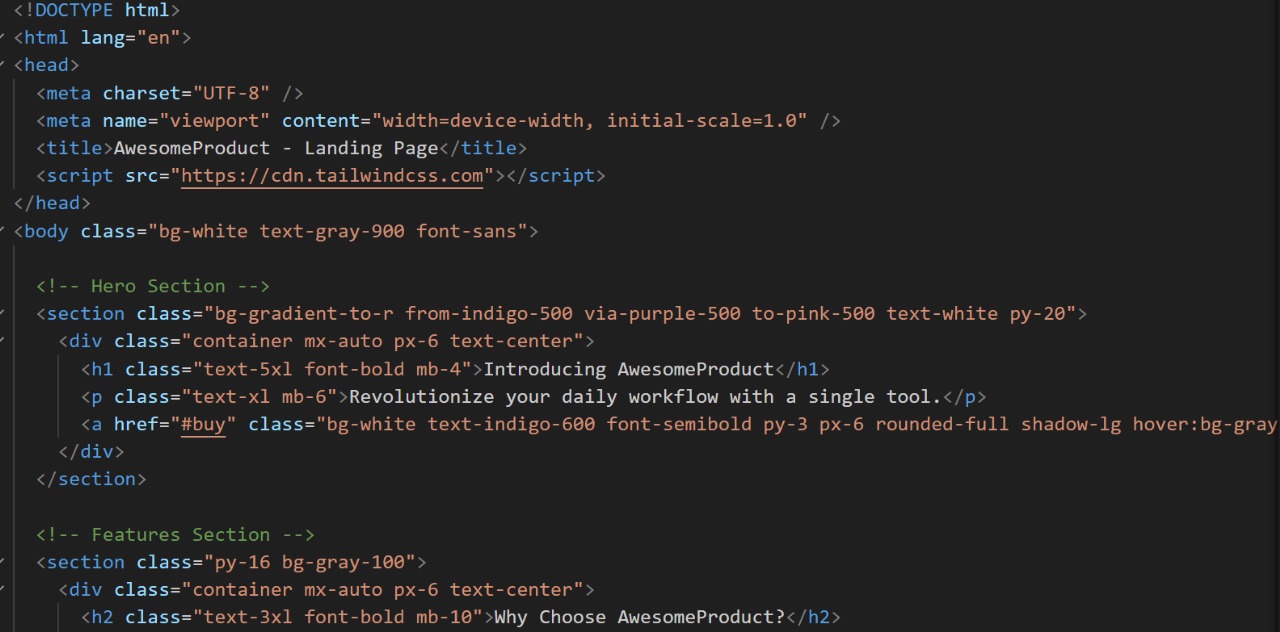 <!DOCTYPE html>
<html lang="en">
<head>
  <meta charset="UTF-8" />
  <meta name="viewport" content="width=device-width, initial-scale=1.0" />
  <title>AwesomeProduct - Landing Page</title>
  <script src="https://cdn.tailwindcss.com"></script>
</head>
<body class="bg-white text-gray-900 font-sans">

  <!-- Hero Section -->
  <section class="bg-gradient-to-r from-indigo-500 via-purple-500 to-pink-500 text-white py-20">
    <div class="container mx-auto px-6 text-center">
      <h1 class="text-5xl font-bold mb-4">Introducing AwesomeProduct</h1>
      <p class="text-xl mb-6">Revolutionize your daily workflow with a single tool.</p>
      <a href="#buy" class="bg-white text-indigo-600 font-semibold py-3 px-6 rounded-full shadow-lg hover:bg-gray
    </div>
  </section>

  <!-- Features Section -->
  <section class="py-16 bg-gray-100">
    <div class="container mx-auto px-6 text-center">
      <h2 class="text-3xl font-bold mb-10">Why Choose AwesomeProduct?</h2>